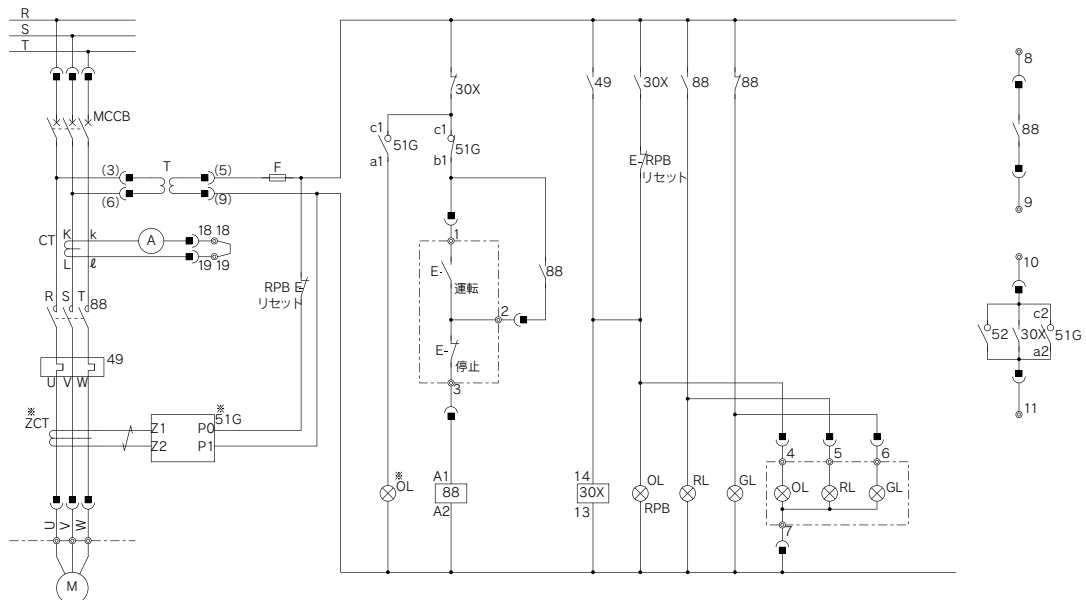 R
S
T
MCCB
(3)
T
(5)
F
(6)
(9)
CT
K
k
A
18
18
L
ℓ
19
19
RPB E-
リセット
R
S
T
88
49
U
V
W
※
ZCT
Z1
Z2
※
51G
P0
P1
U
V
W
M
30X
c1
51G
a1
c1
51G
b1
1
E-
運転
88
2
E-
停止
3
※
OL
A1
88
A2
49
30X
88
88
E-
RPB
リセット
14
30X
13
OL
RPB
RL
GL
4
5
6
OL
RL
GL
7
8
88
9
10
52
30X
c2
51G
a2
11